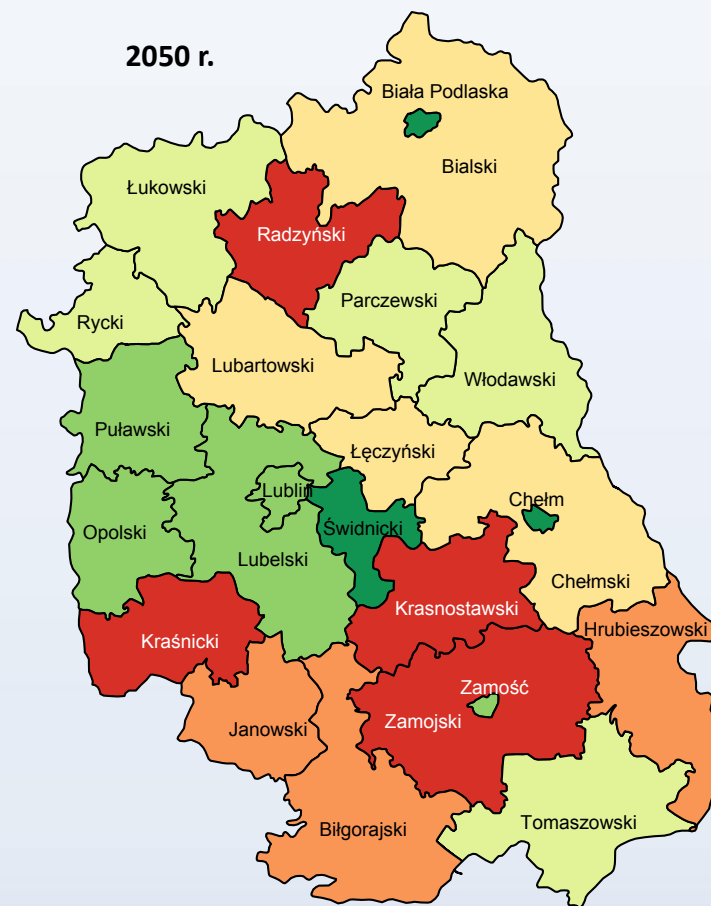 2050 r.
Biała Podlaska
Bialski
Łukowski
Radzyński
Parczewski
Rycki
Lubartowski
Włodawski
Puławski
Łęczyński
Lublin
Chełm
Świdnicki
Opolski
Lubelski
Chełmski
Krasnostawski
Hrubieszowski
Kraśnicki
Zamość
Zamojski
Janowski
Tomaszowski
Biłgorajski